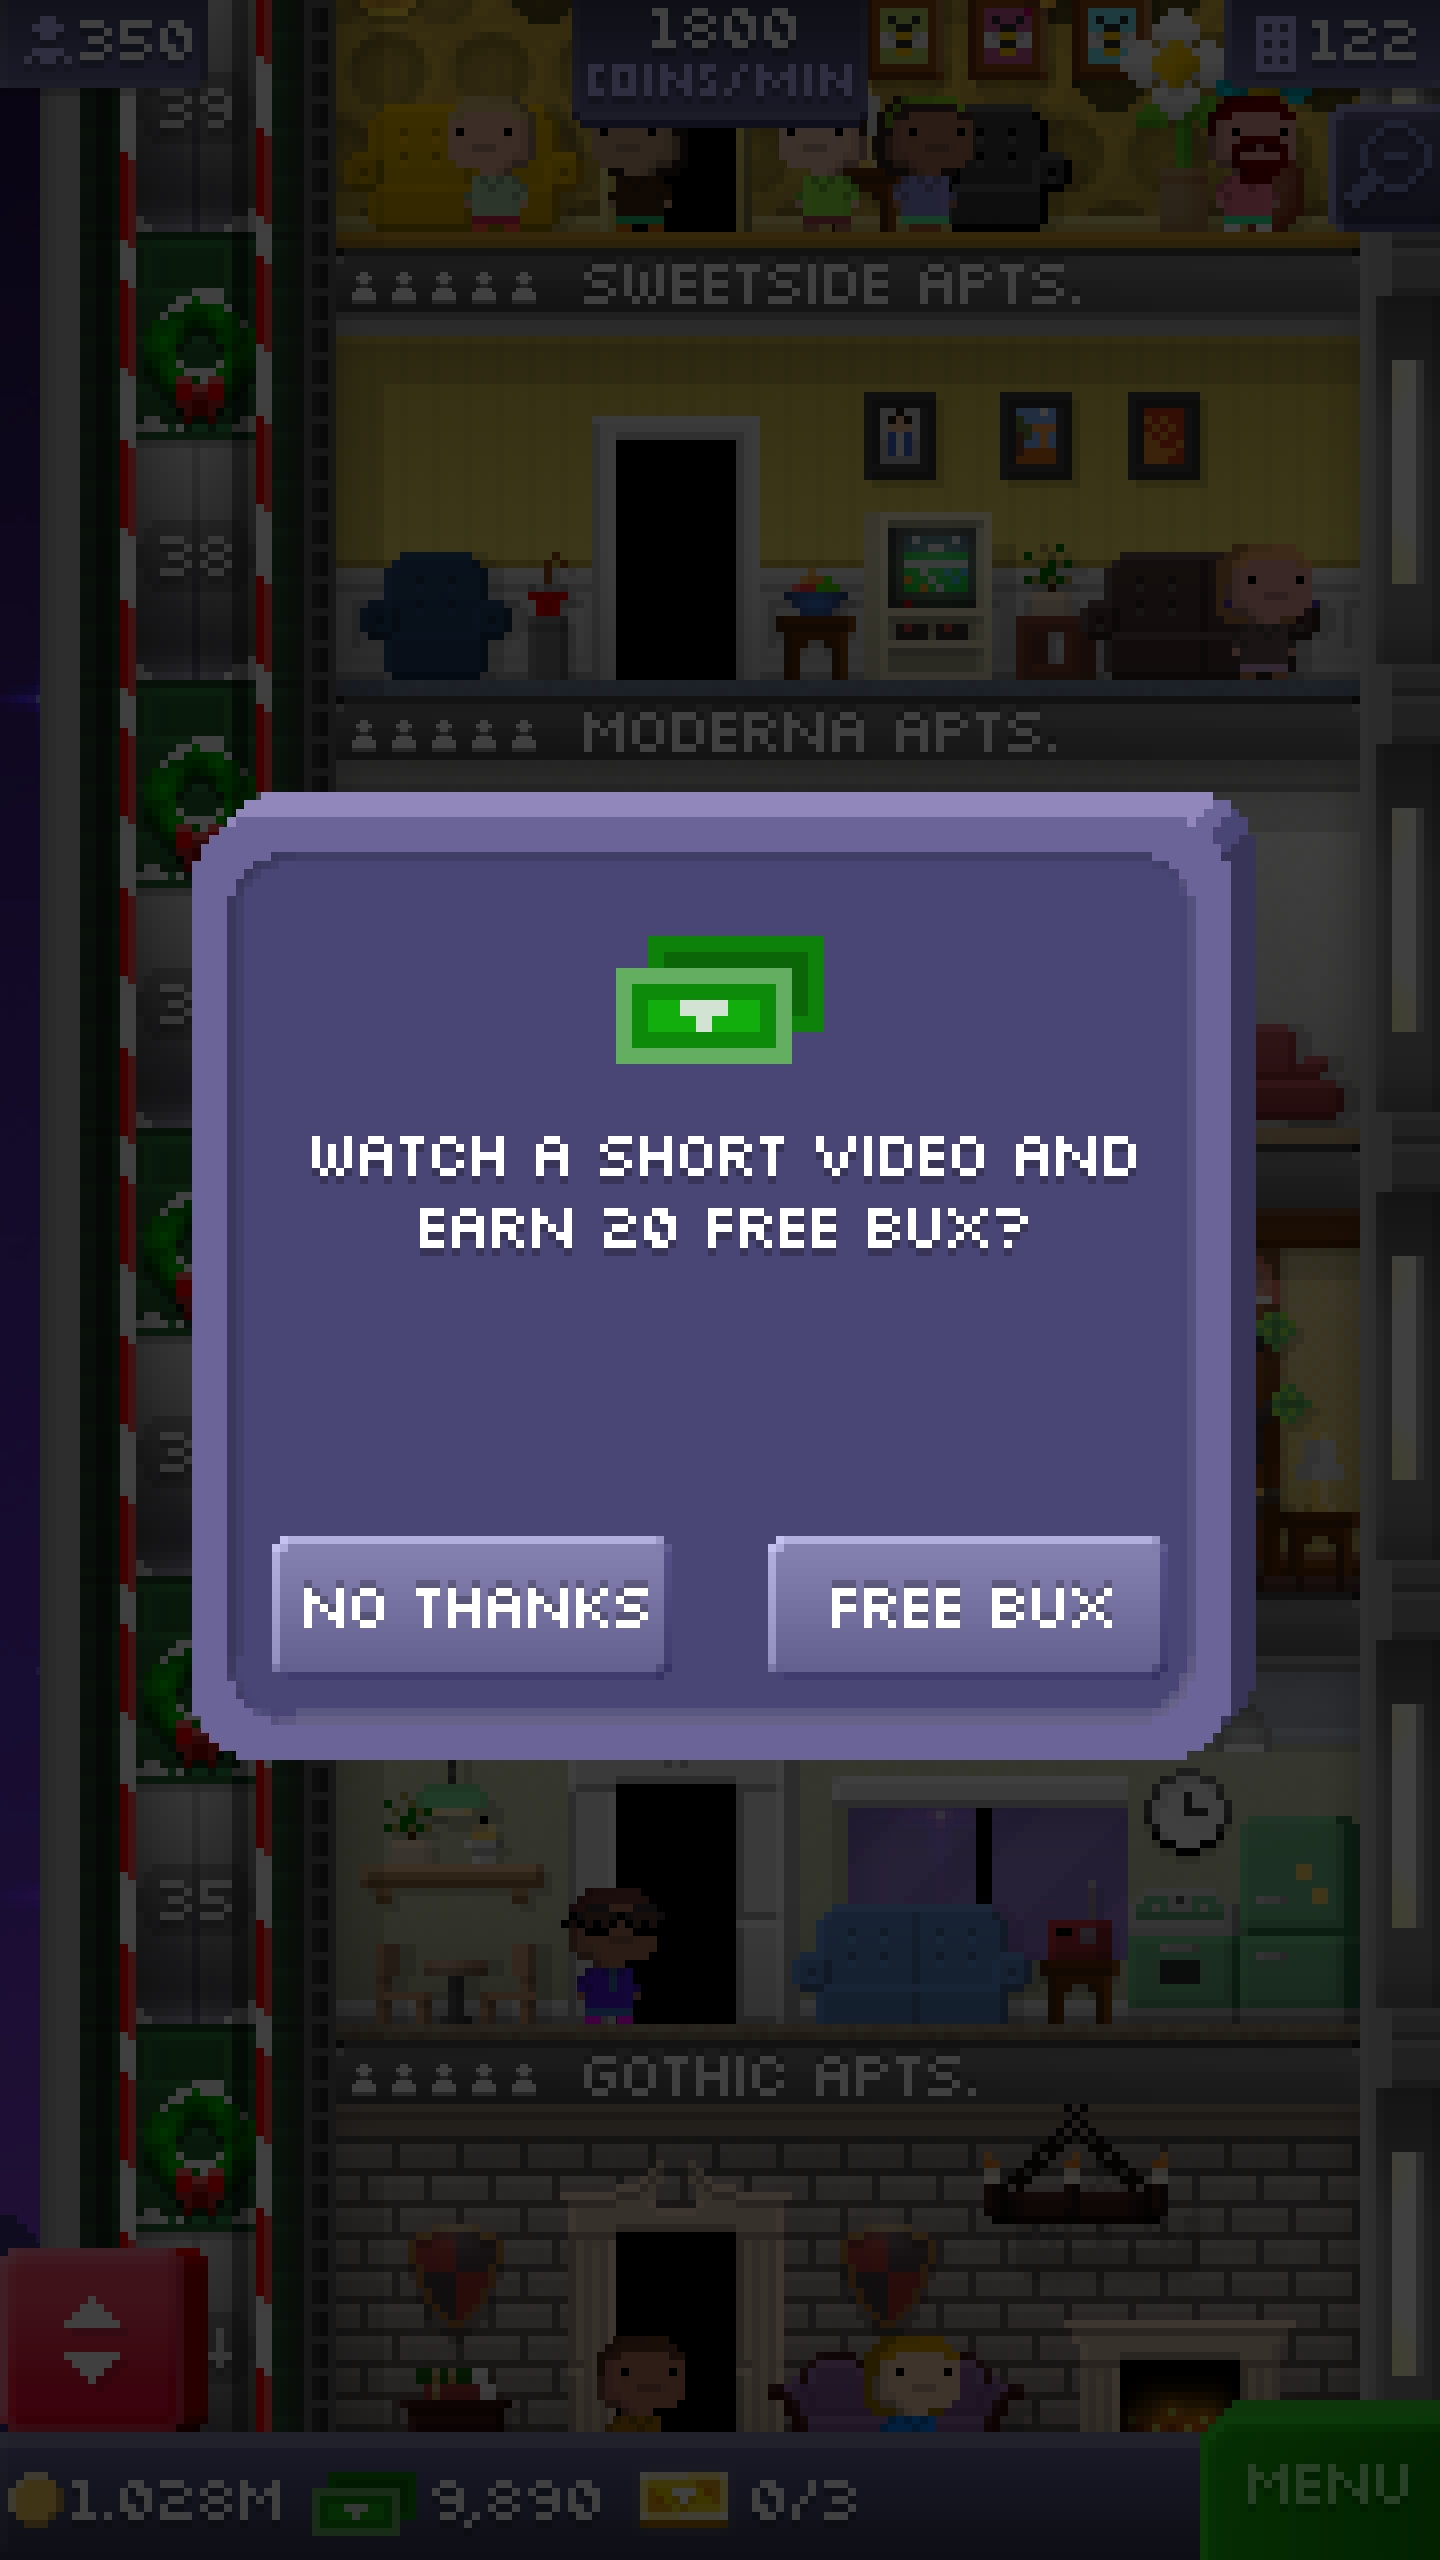 350
1800
COINS/MIN
122
39
SWEETSIDE APTS.
38
MODERNA APTS.
WATCH A SHORT VIDEO AND
EARN 20 FREE BUX?
NO THANKS
FREE BUX
35
GOTHIC APTS.
1.028M
9,890
0/3
MENU